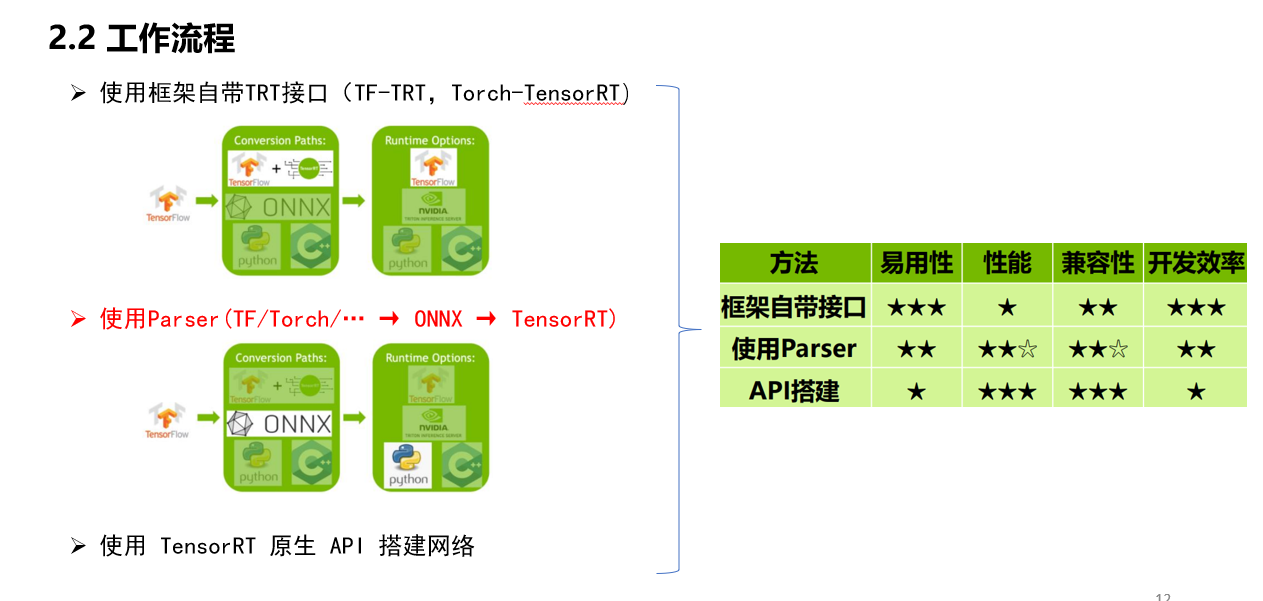 2.2 工作流程
➢ 使用框架自带TRT接口（TF-TRT，Torch-TensorRT）
Conversion Paths:
TensorFlow + TensorRT
ONNX
python C++
Runtime Options:
TensorFlow
NVIDIA.
TRITON INFERENCE SERVER
python C++
TensorFlow
➢ 使用Parser(TF/Torch/… → ONNX → TensorRT)
Conversion Paths:
TensorFlow +
ONNX
python C++
Runtime Options:
TensorFlow
NVIDIA.
TRITON INFERENCE SERVER
python C++
TensorFlow
➢ 使用 TensorRT 原生 API 搭建网络
方法 易用性 性能 兼容性 开发效率
框架自带接口 ★★★ ★ ★★ ★★★
使用Parser ★★ ★★☆ ★★☆ ★★
API搭建 ★ ★★★ ★★★ ★
12